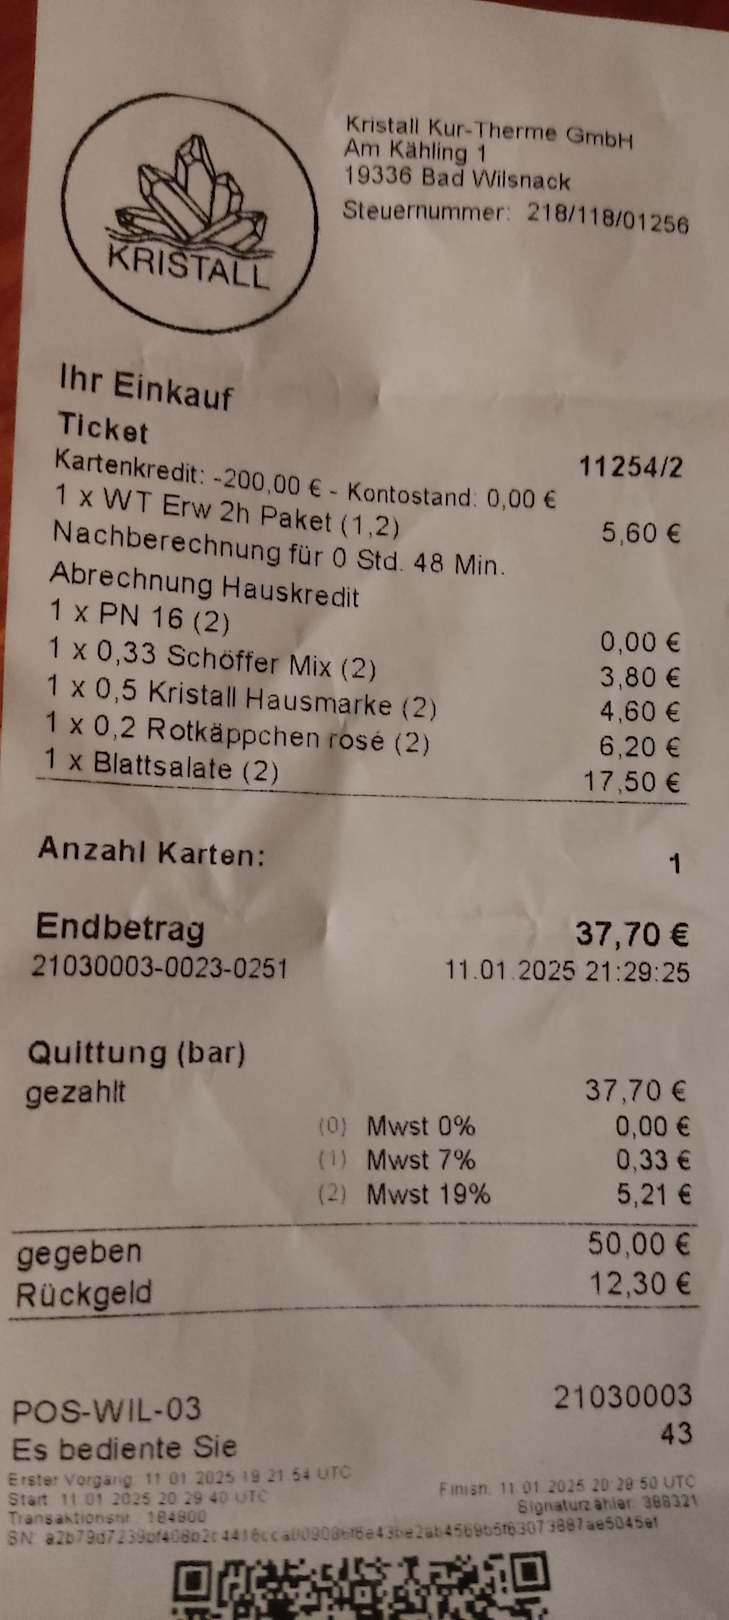 KRISTALL
Kristall Kur-Therme GmbH
Am Kähling 1
19336 Bad Wilsnack
Steuernummer: 218/118/01256
Ihr Einkauf
Ticket 11254/2
Kartenkredit: -200,00 € - Kontostand: 0,00 €
1 x WT Erw 2h Paket (1,2) 5,60 €
Nachberechnung für 0 Std. 48 Min.
Abrechnung Hauskredit
1 x PN 16 (2) 0,00 €
1 x 0,33 Schöffer Mix (2) 3,80 €
1 x 0,5 Kristall Hausmarke (2) 4,60 €
1 x 0,2 Rotkäppchen rosé (2) 6,20 €
1 x Blattsalate (2) 17,50 €
Anzahl Karten: 1
Endbetrag 37,70 €
21030003-0023-0251 11.01.2025 21:29:25
Quittung (bar)
gezahlt 37,70 €
(0) Mwst 0% 0,00 €
(1) Mwst 7% 0,33 €
(2) Mwst 19% 5,21 €
gegeben 50,00 €
Rückgeld 12,30 €
POS-WIL-03 21030003
Es bediente Sie 43
Erster Vorgang: 11.01.2025 19:21:54 UTC
Start: 11.01.2025 20:29:40 UTC Finish: 11.01.2025 20:29:50 UTC
Transaktionsnr.: 184800 Signaturzähler: 388321
SN: